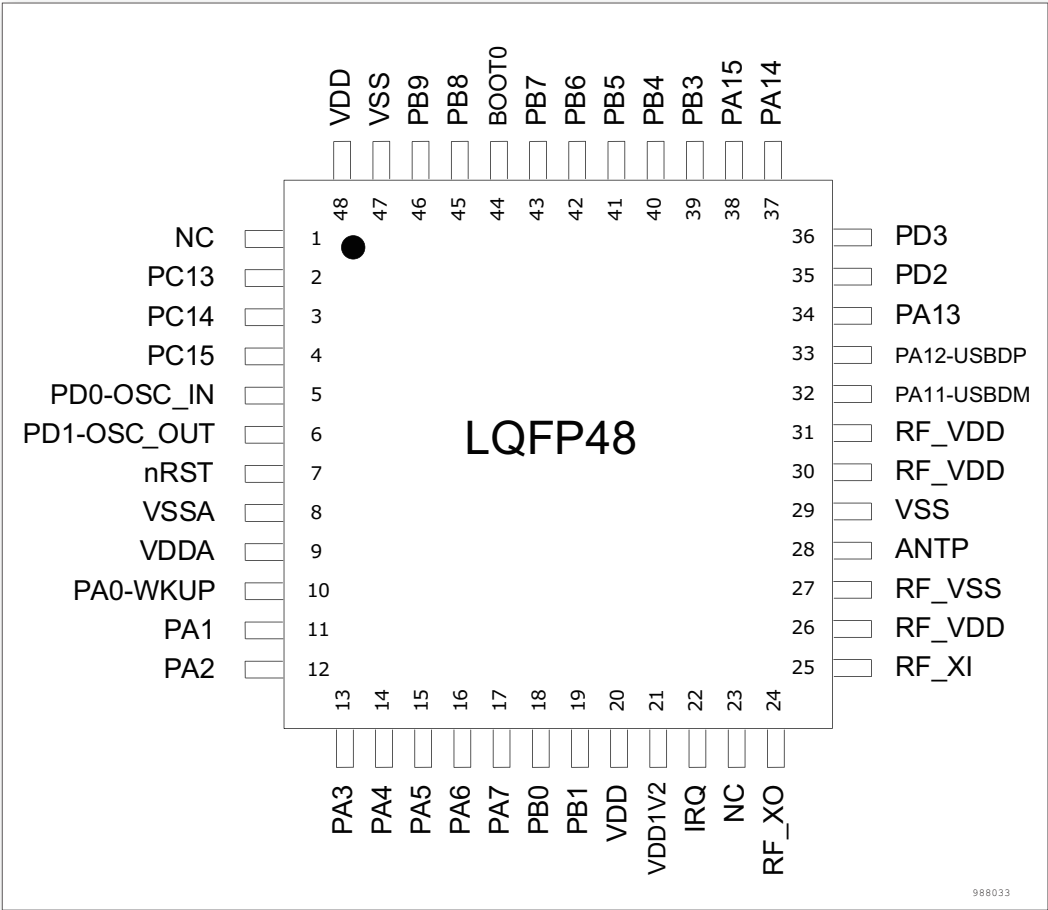 VDD
VSS
PB9
PB8
BOOT0
PB7
PB6
PB5
PB4
PB3
PA15
PA14
48
47
46
45
44
43
42
41
40
39
38
37
NC 1
PC13 2
PC14 3
PC15 4
PD0-OSC_IN 5
PD1-OSC_OUT 6
nRST 7
VSSA 8
VDDA 9
PA0-WKUP 10
PA1 11
PA2 12
LQFP48
36 PD3
35 PD2
34 PA13
33 PA12-USBDP
32 PA11-USBDM
31 RF_VDD
30 RF_VDD
29 VSS
28 ANTP
27 RF_VSS
26 RF_VDD
25 RF_XI
13
14
15
16
17
18
19
20
21
22
23
24
PA3
PA4
PA5
PA6
PA7
PB0
PB1
VDD
VDD1V2
IRQ
NC
RF_XO
988033